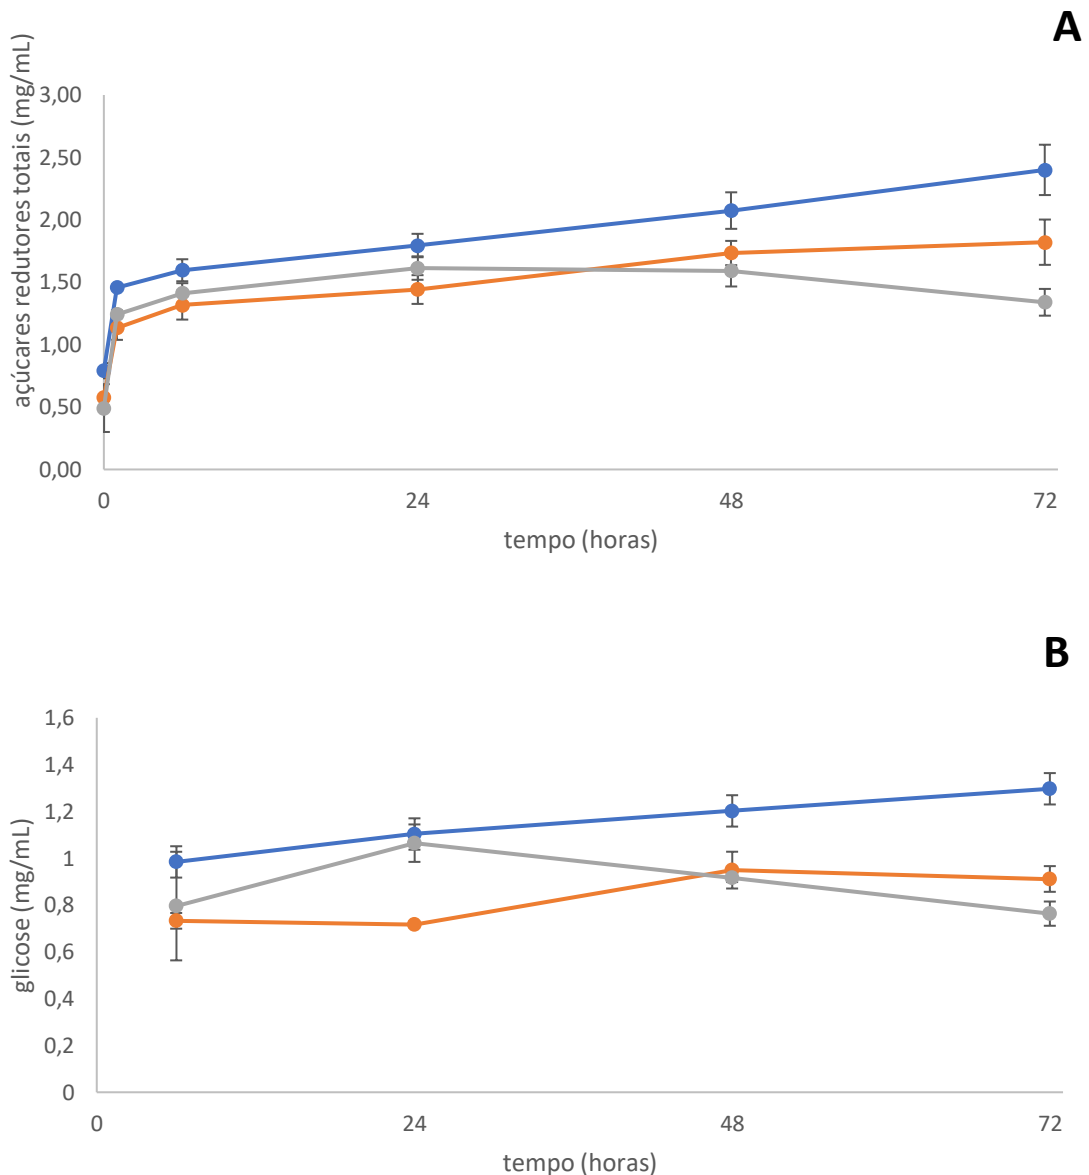 A
açúcares redutores totais (mg/mL)
3,00
2,50
2,00
1,50
1,00
0,50
0,00
0 24 48 72
tempo (horas)
B
glicose (mg/mL)
1,6
1,4
1,2
1
0,8
0,6
0,4
0,2
0
0 24 48 72
tempo (horas)